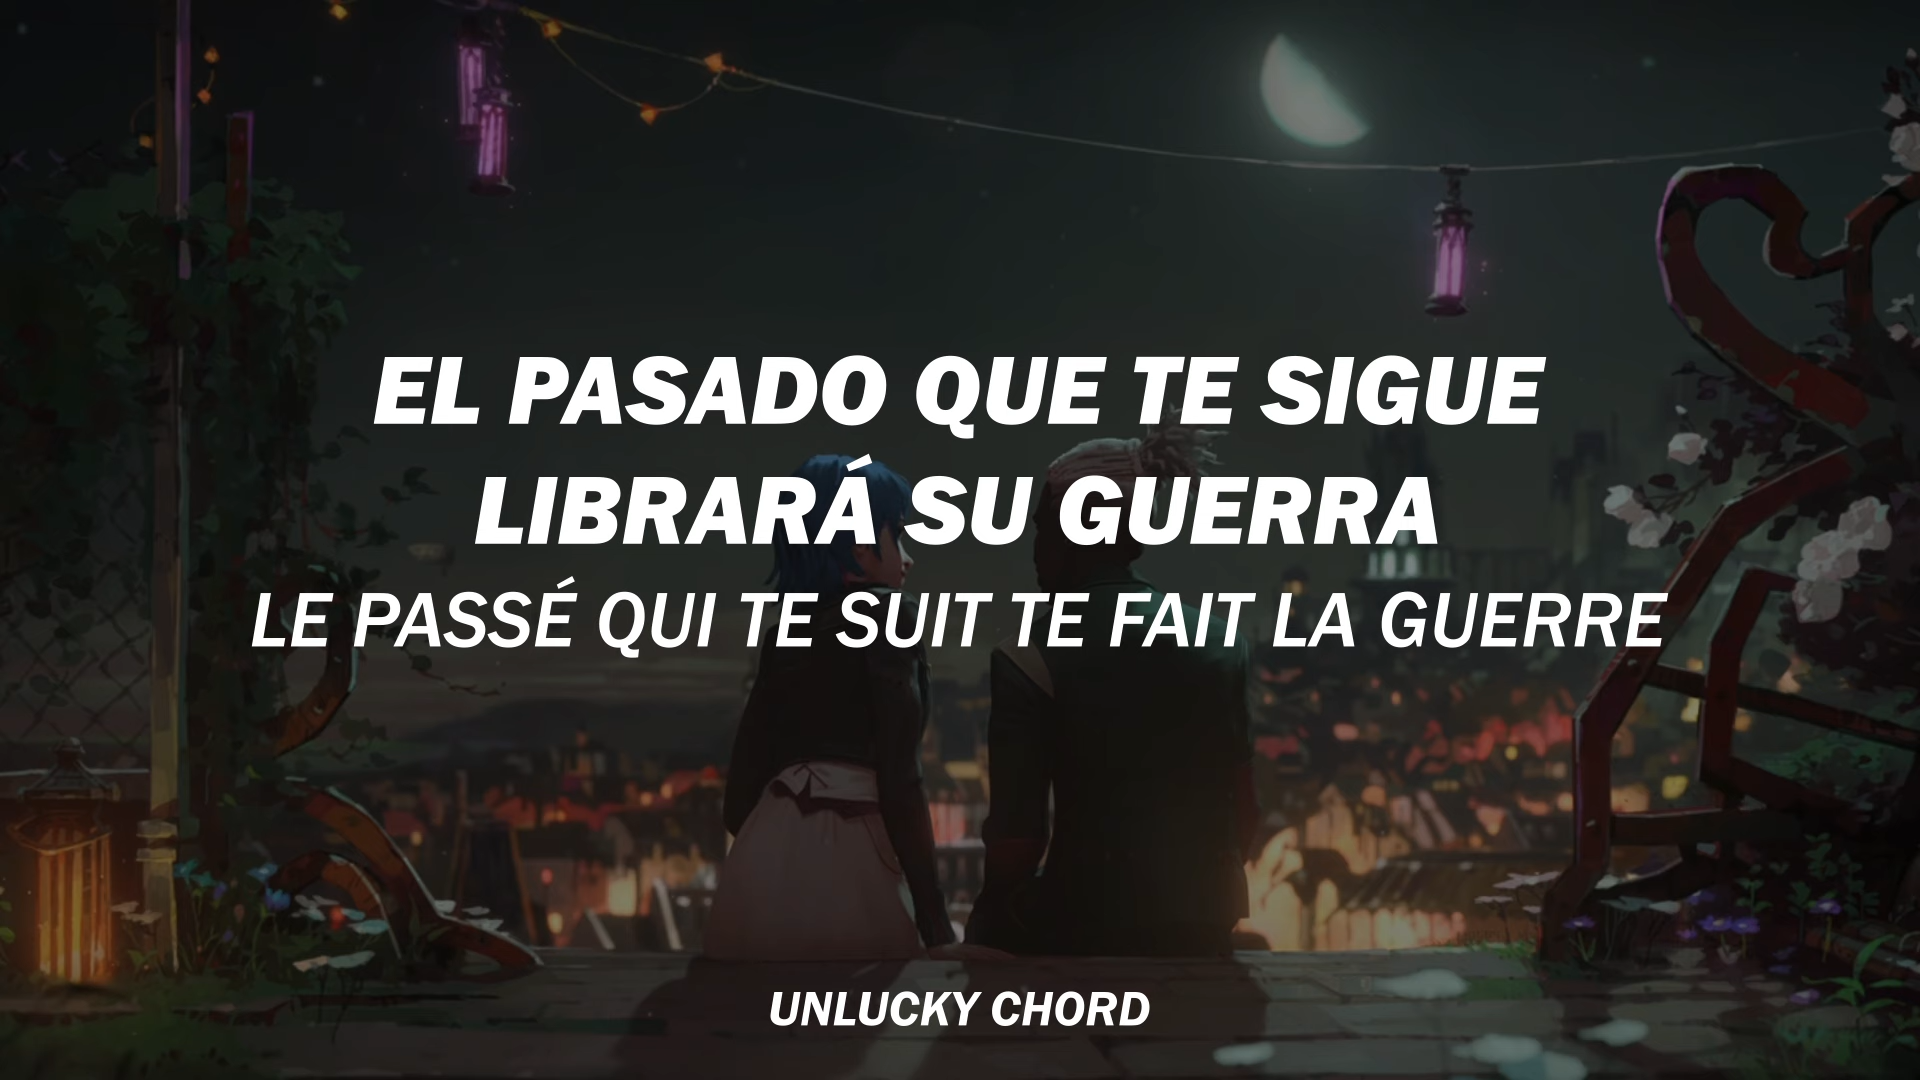 EL PASADO QUE TE SIGUE
LIBRARÁ SU GUERRA
LE PASSÉ QUI TE SUIT TE FAIT LA GUERRE
UNLUCKY CHORD